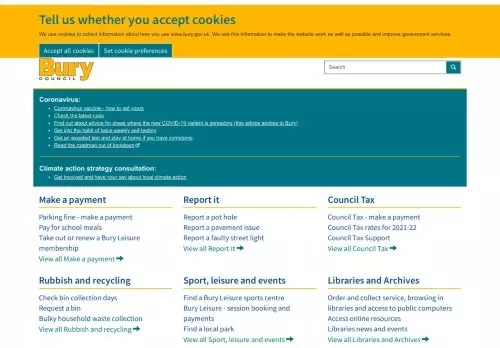 Tell us whether you accept cookies
We use cookies to collect information about how you use www.bury.gov.uk. We use this information to make the website work as well as possible and improve government services.
Accept all cookies
Set cookie preferences
Bury
COUNCIL
Search
Coronavirus:
Coronavirus vaccine - how to get yours
Check the latest rules
Find out about advice for areas where the new COVID-19 variant is spreading (this advice applies to Bury)
Get into the habit of twice weekly self-testing
Get an assisted test and stay at home if you have symptoms
Read the roadmap out of lockdown
Climate action strategy consultation:
Get involved and have your say about local climate action
Make a payment
Parking fine - make a payment
Pay for school meals
Take out or renew a Bury Leisure
membership
View all Make a payment
Report it
Report a pot hole
Report a pavement issue
Report a faulty street light
View all Report it
Council Tax
Council Tax - make a payment
Council Tax rates for 2021-22
Council Tax Support
View all Council Tax
Rubbish and recycling
Check bin collection days
Request a bin
Bulky household waste collection
View all Rubbish and recycling
Sport, leisure and events
Find a Bury Leisure sports centre
Bury Leisure - session booking and
payments
Find a local park
View all Sport, leisure and events
Libraries and Archives
Order and collect service, browsing in
libraries and access to public computers
Access online resources
Libraries news and events
View all Libraries and Archives